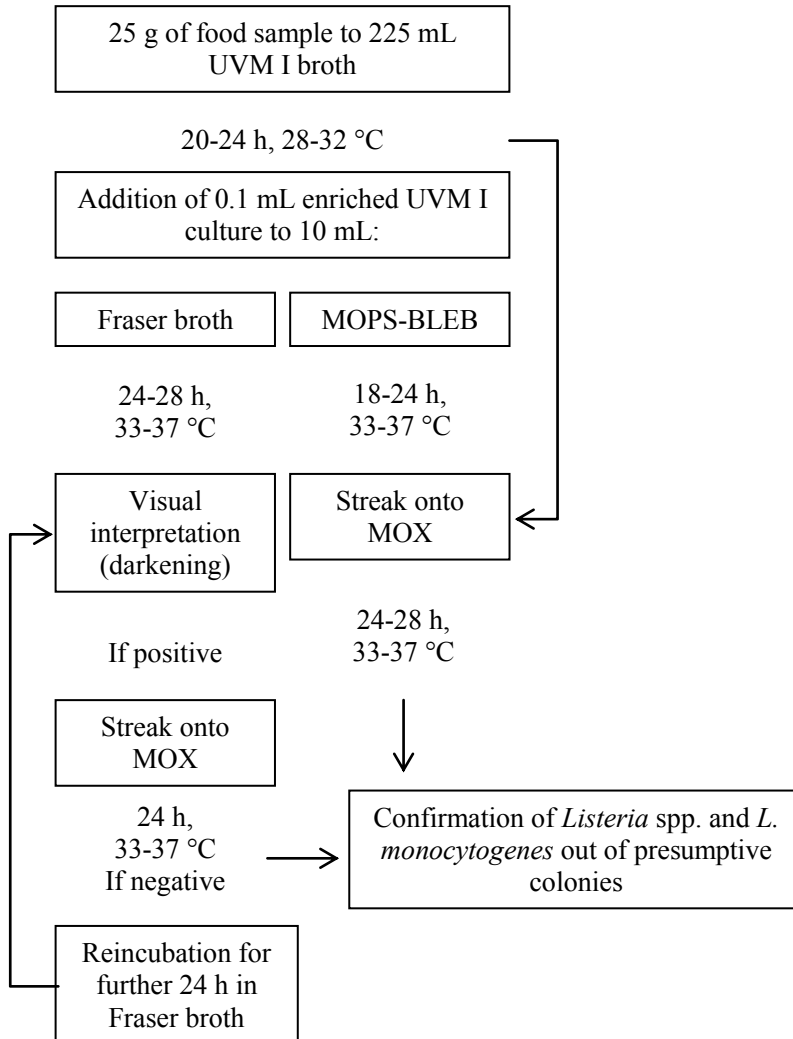 25 g of food sample to 225 mL
UVM I broth
20-24 h, 28-32 °C
Addition of 0.1 mL enriched UVM I
culture to 10 mL:
Fraser broth
MOPS-BLEB
24-28 h,
33-37 °C
18-24 h,
33-37 °C
Visual
interpretation
(darkening)
Streak onto
MOX
If positive
24-28 h,
33-37 °C
Streak onto
MOX
24 h,
33-37 °C
If negative
Confirmation of Listeria spp. and L.
monocytogenes out of presumptive
colonies
Reincubation for
further 24 h in
Fraser broth